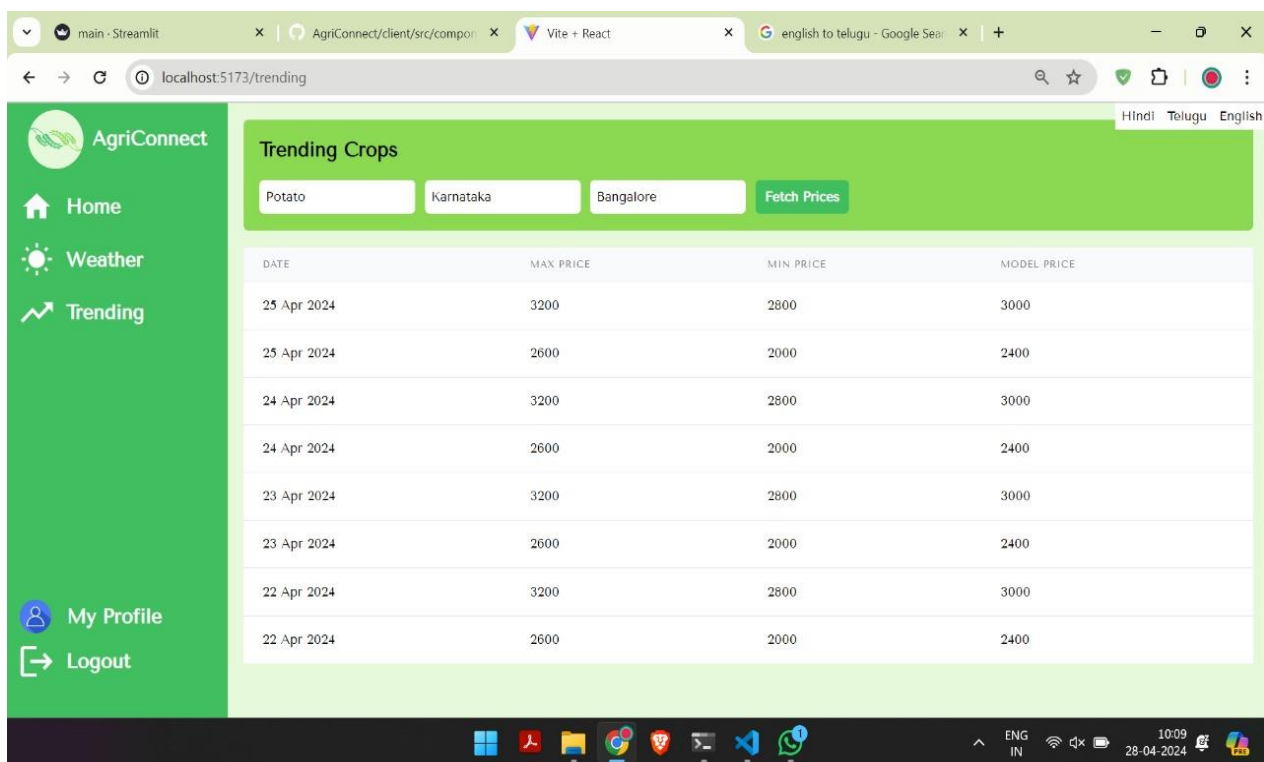 main - Streamlit
AgriConnect/client/src/compon
Vite + React
english to telugu - Google Sear
localhost:5173/trending
Hindi Telugu English
AgriConnect
Home
Weather
Trending
My Profile
Logout
Trending Crops
Potato Karnataka Bangalore Fetch Prices
DATE MAX PRICE MIN PRICE MODEL PRICE
25 Apr 2024 3200 2800 3000
25 Apr 2024 2600 2000 2400
24 Apr 2024 3200 2800 3000
24 Apr 2024 2600 2000 2400
23 Apr 2024 3200 2800 3000
23 Apr 2024 2600 2000 2400
22 Apr 2024 3200 2800 3000
22 Apr 2024 2600 2000 2400
1
ENG
IN
10:09
28-04-2024
PRE